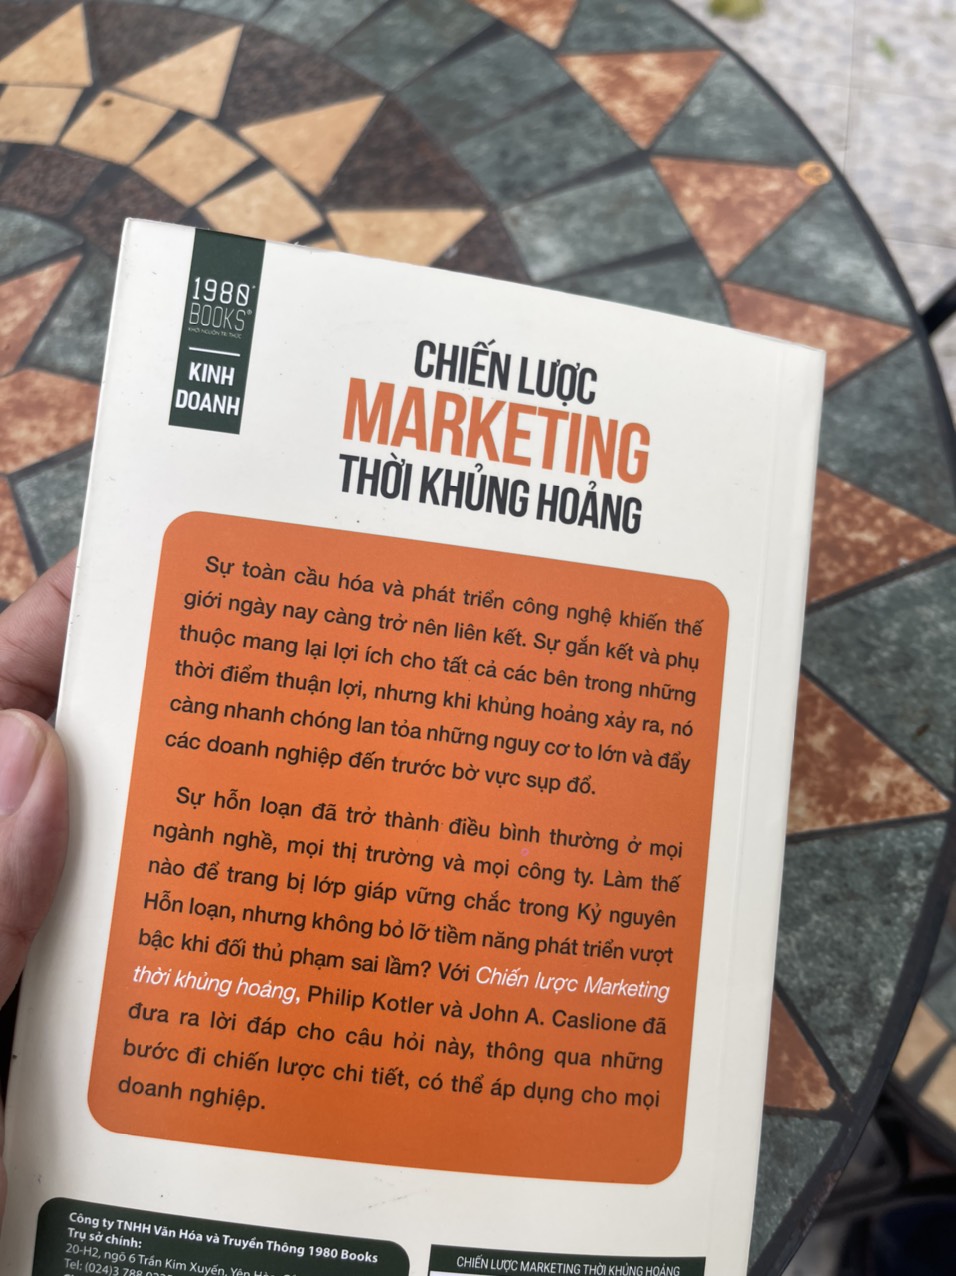 1980
BOOKS
KHƠI NGUỒN TRI THỨC
KINH
DOANH
CHIẾN LƯỢC
MARKETING
THỜI KHỦNG HOẢNG
Sự toàn cầu hóa và phát triển công nghệ khiến thế
giới ngày nay càng trở nên liên kết. Sự gắn kết và phụ
thuộc mang lại lợi ích cho tất cả các bên trong những
thời điểm thuận lợi, nhưng khi khủng hoảng xảy ra, nó
càng nhanh chóng lan tỏa những nguy cơ to lớn và đẩy
các doanh nghiệp đến trước bờ vực sụp đổ.
Sự hỗn loạn đã trở thành điều bình thường ở mọi
ngành nghề, mọi thị trường và mọi công ty. Làm thế
nào để trang bị lớp giáp vững chắc trong Kỷ nguyên
Hỗn loạn, nhưng không bỏ lỡ tiềm năng phát triển vượt
bậc khi đối thủ phạm sai lầm? Với Chiến lược Marketing
thời khủng hoảng, Philip Kotler và John A. Caslione đã
đưa ra lời đáp cho câu hỏi này, thông qua những
bước đi chiến lược chi tiết, có thể áp dụng cho mọi
doanh nghiệp.
Công ty TNHH Văn Hóa và Truyền Thông 1980 Books
Trụ sở chính:
20-H2, ngõ 6 Trần Kim Xuyến, Yên
Tel: (024)3 788
CHIẾN LƯỢC MARKETING THỜI KHỦNG HOẢNG